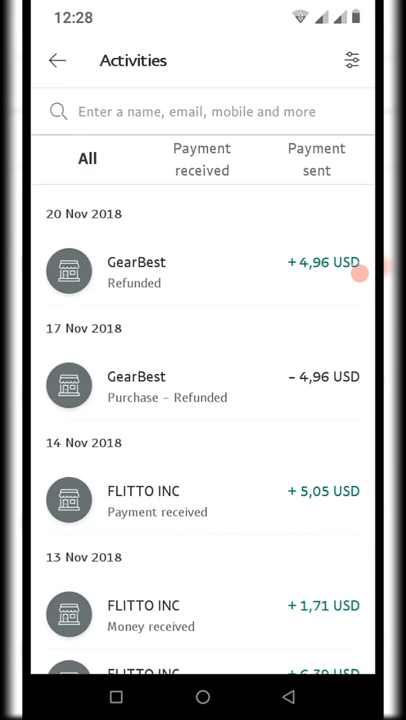 12:28
Activities
Enter a name, email, mobile and more
All
Payment received
Payment sent
20 Nov 2018
GearBest
+ 4,96 USD
Refunded
17 Nov 2018
GearBest
– 4,96 USD
Purchase – Refunded
14 Nov 2018
FLITTO INC
+ 5,05 USD
Payment received
13 Nov 2018
FLITTO INC
+ 1,71 USD
Money received
FLITTO INC